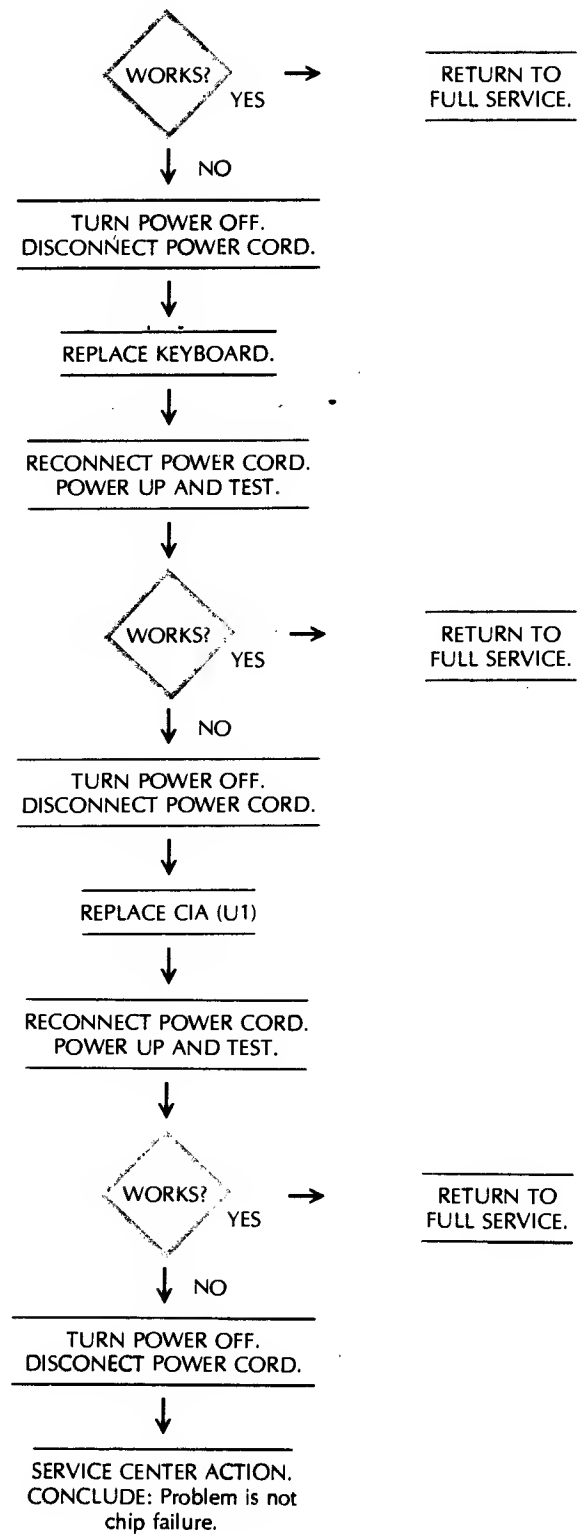 WORKS?
YES
RETURN TO
FULL SERVICE.
NO
TURN POWER OFF.
DISCONNECT POWER CORD.
REPLACE KEYBOARD.
RECONNECT POWER CORD.
POWER UP AND TEST.
WORKS?
YES
RETURN TO
FULL SERVICE.
NO
TURN POWER OFF.
DISCONNECT POWER CORD.
REPLACE CIA (U1)
RECONNECT POWER CORD.
POWER UP AND TEST.
WORKS?
YES
RETURN TO
FULL SERVICE.
NO
TURN POWER OFF.
DISCONECT POWER CORD.
SERVICE CENTER ACTION.
CONCLUDE: Problem is not
chip failure.